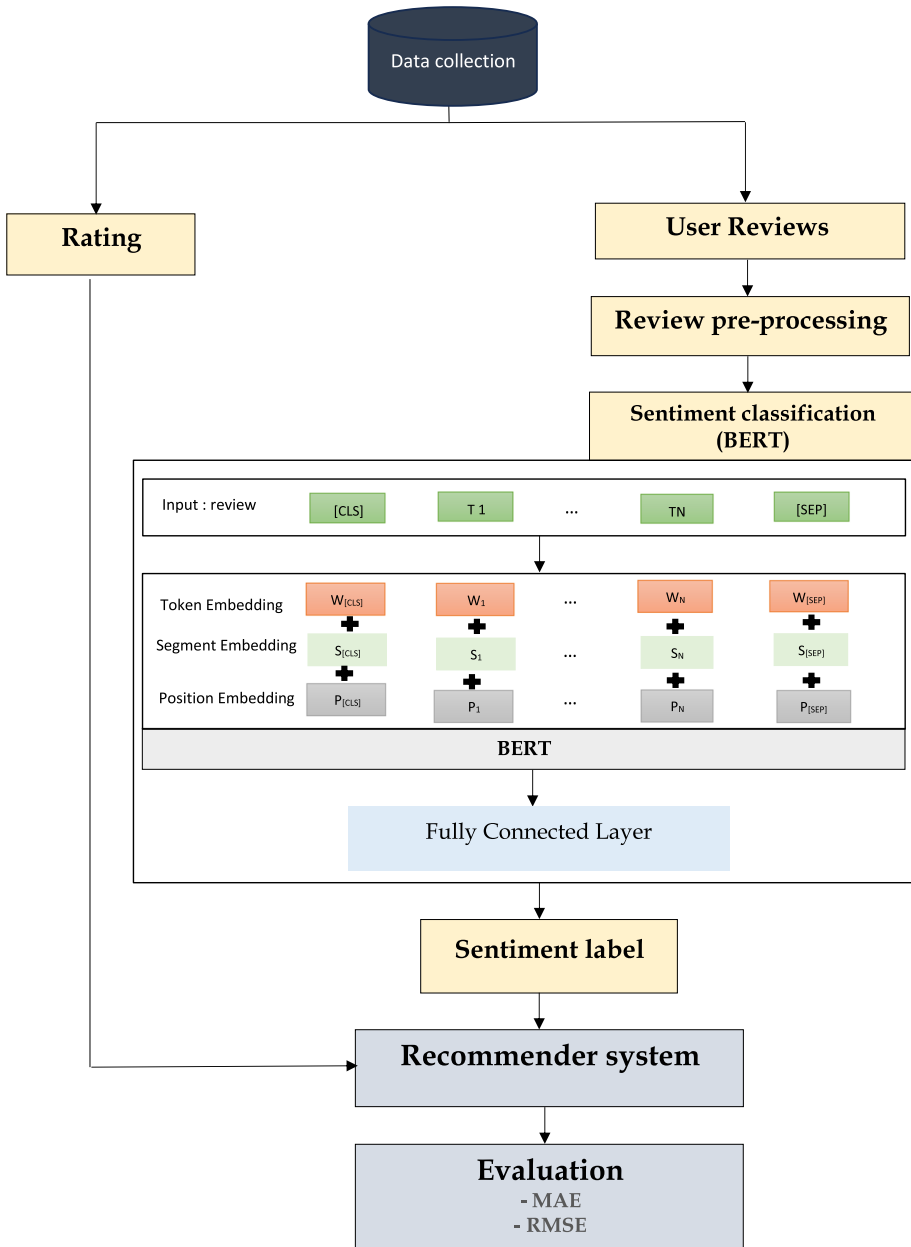 Data collection
Rating
User Reviews
Review pre-processing
Sentiment classification
(BERT)
Input : review [CLS] T 1 ... TN [SEP]
Token Embedding W[CLS] W1 ... WN W[SEP]
Segment Embedding S[CLS] S1 ... SN S[SEP]
Position Embedding P[CLS] P1 ... PN P[SEP]
BERT
Fully Connected Layer
Sentiment label
Recommender system
Evaluation
- MAE
- RMSE